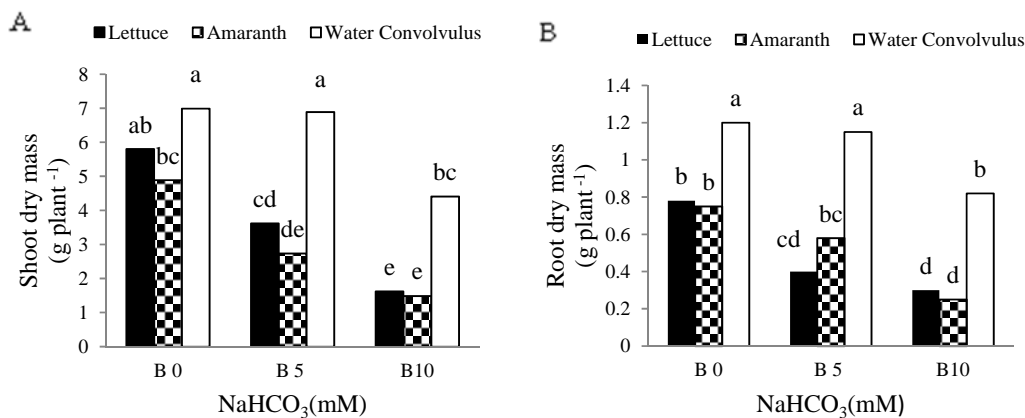 A
Lettuce Amaranth Water Convolvulus
Shoot dry mass
(g plant ⁻¹)
8
7
6
5
4
3
2
1
0
ab
bc
a
cd
de
a
e
e
bc
B 0 B 5 B10
NaHCO₃(mM)
B
Lettuce Amaranth Water Convolvulus
Root dry mass
(g plant ⁻¹)
1.4
1.2
1
0.8
0.6
0.4
0.2
0
b
b
a
cd
bc
a
d
d
b
B 0 B 5 B10
NaHCO₃(mM)